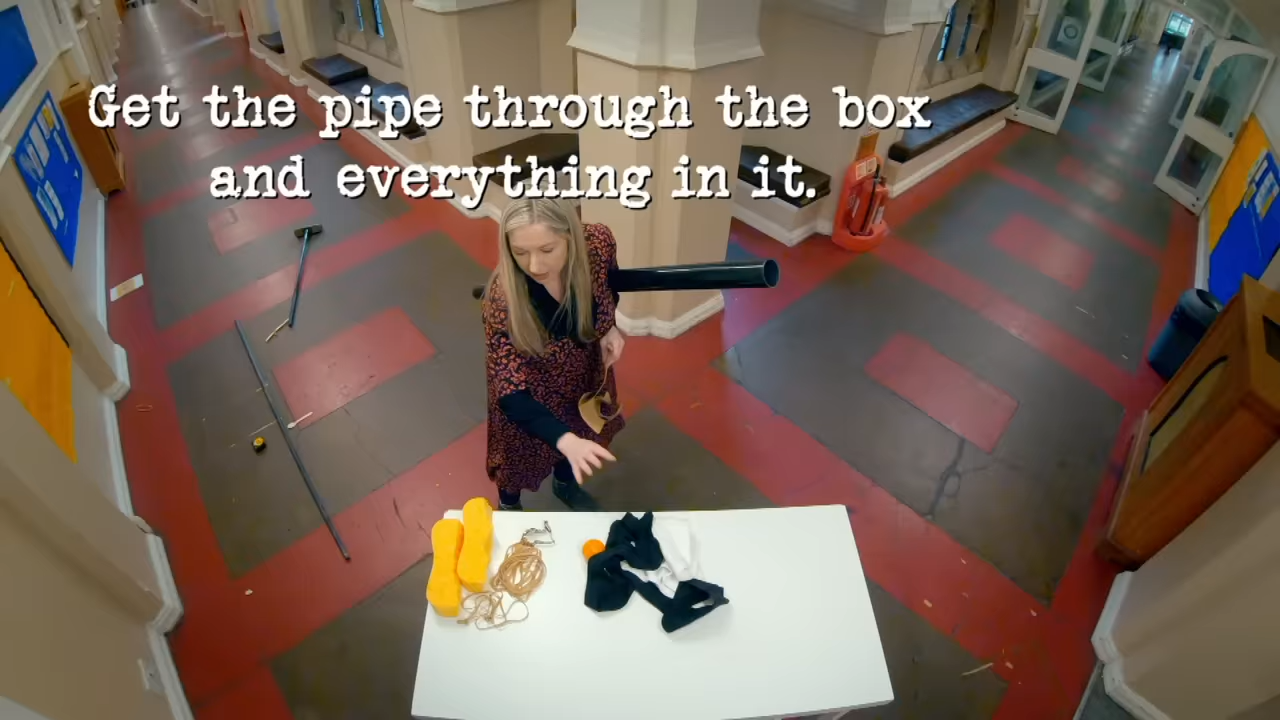 Get the pipe through the box
and everything in it.